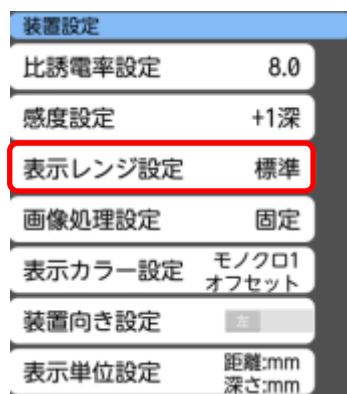 装置設定
比誘電率設定 8.0
感度設定 +1深
表示レンジ設定 標準
画像処理設定 固定
表示カラー設定 モノクロ1
オフセット
装置向き設定 左
表示単位設定 距離:mm
深さ:mm